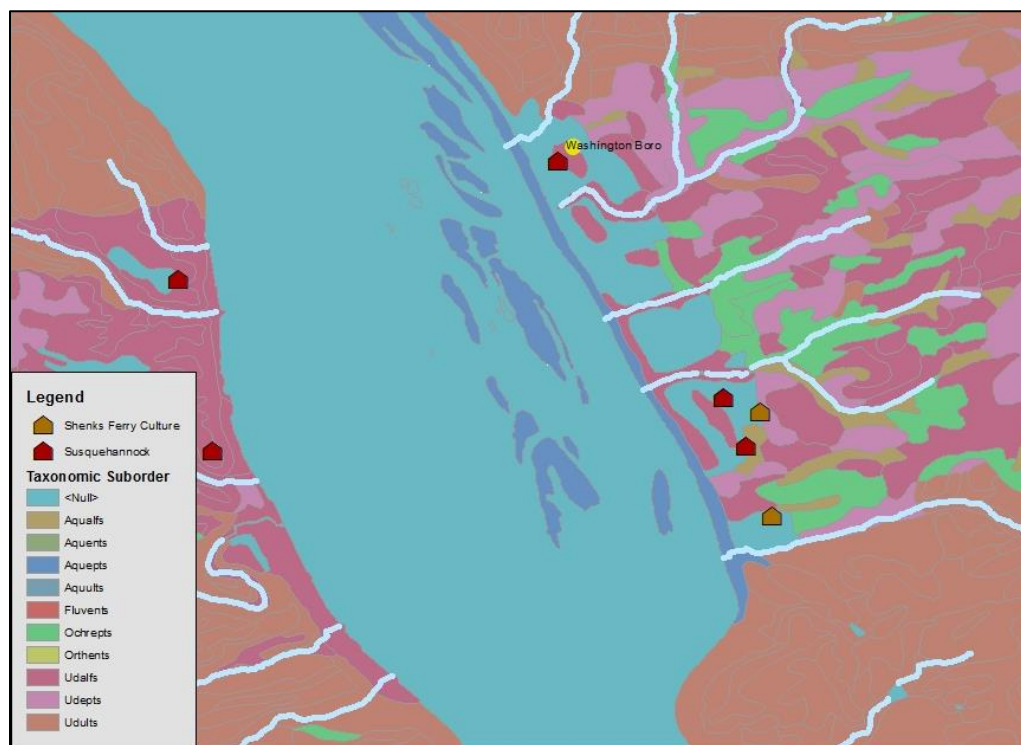 Washington Boro
Legend
Shenks Ferry Culture
Susquehannock
Taxonomic Suborder
<Null>
Aqualfs
Aquents
Aquepts
Aquults
Fluvents
Ochrepts
Orthents
Udalfs
Udepts
Udults